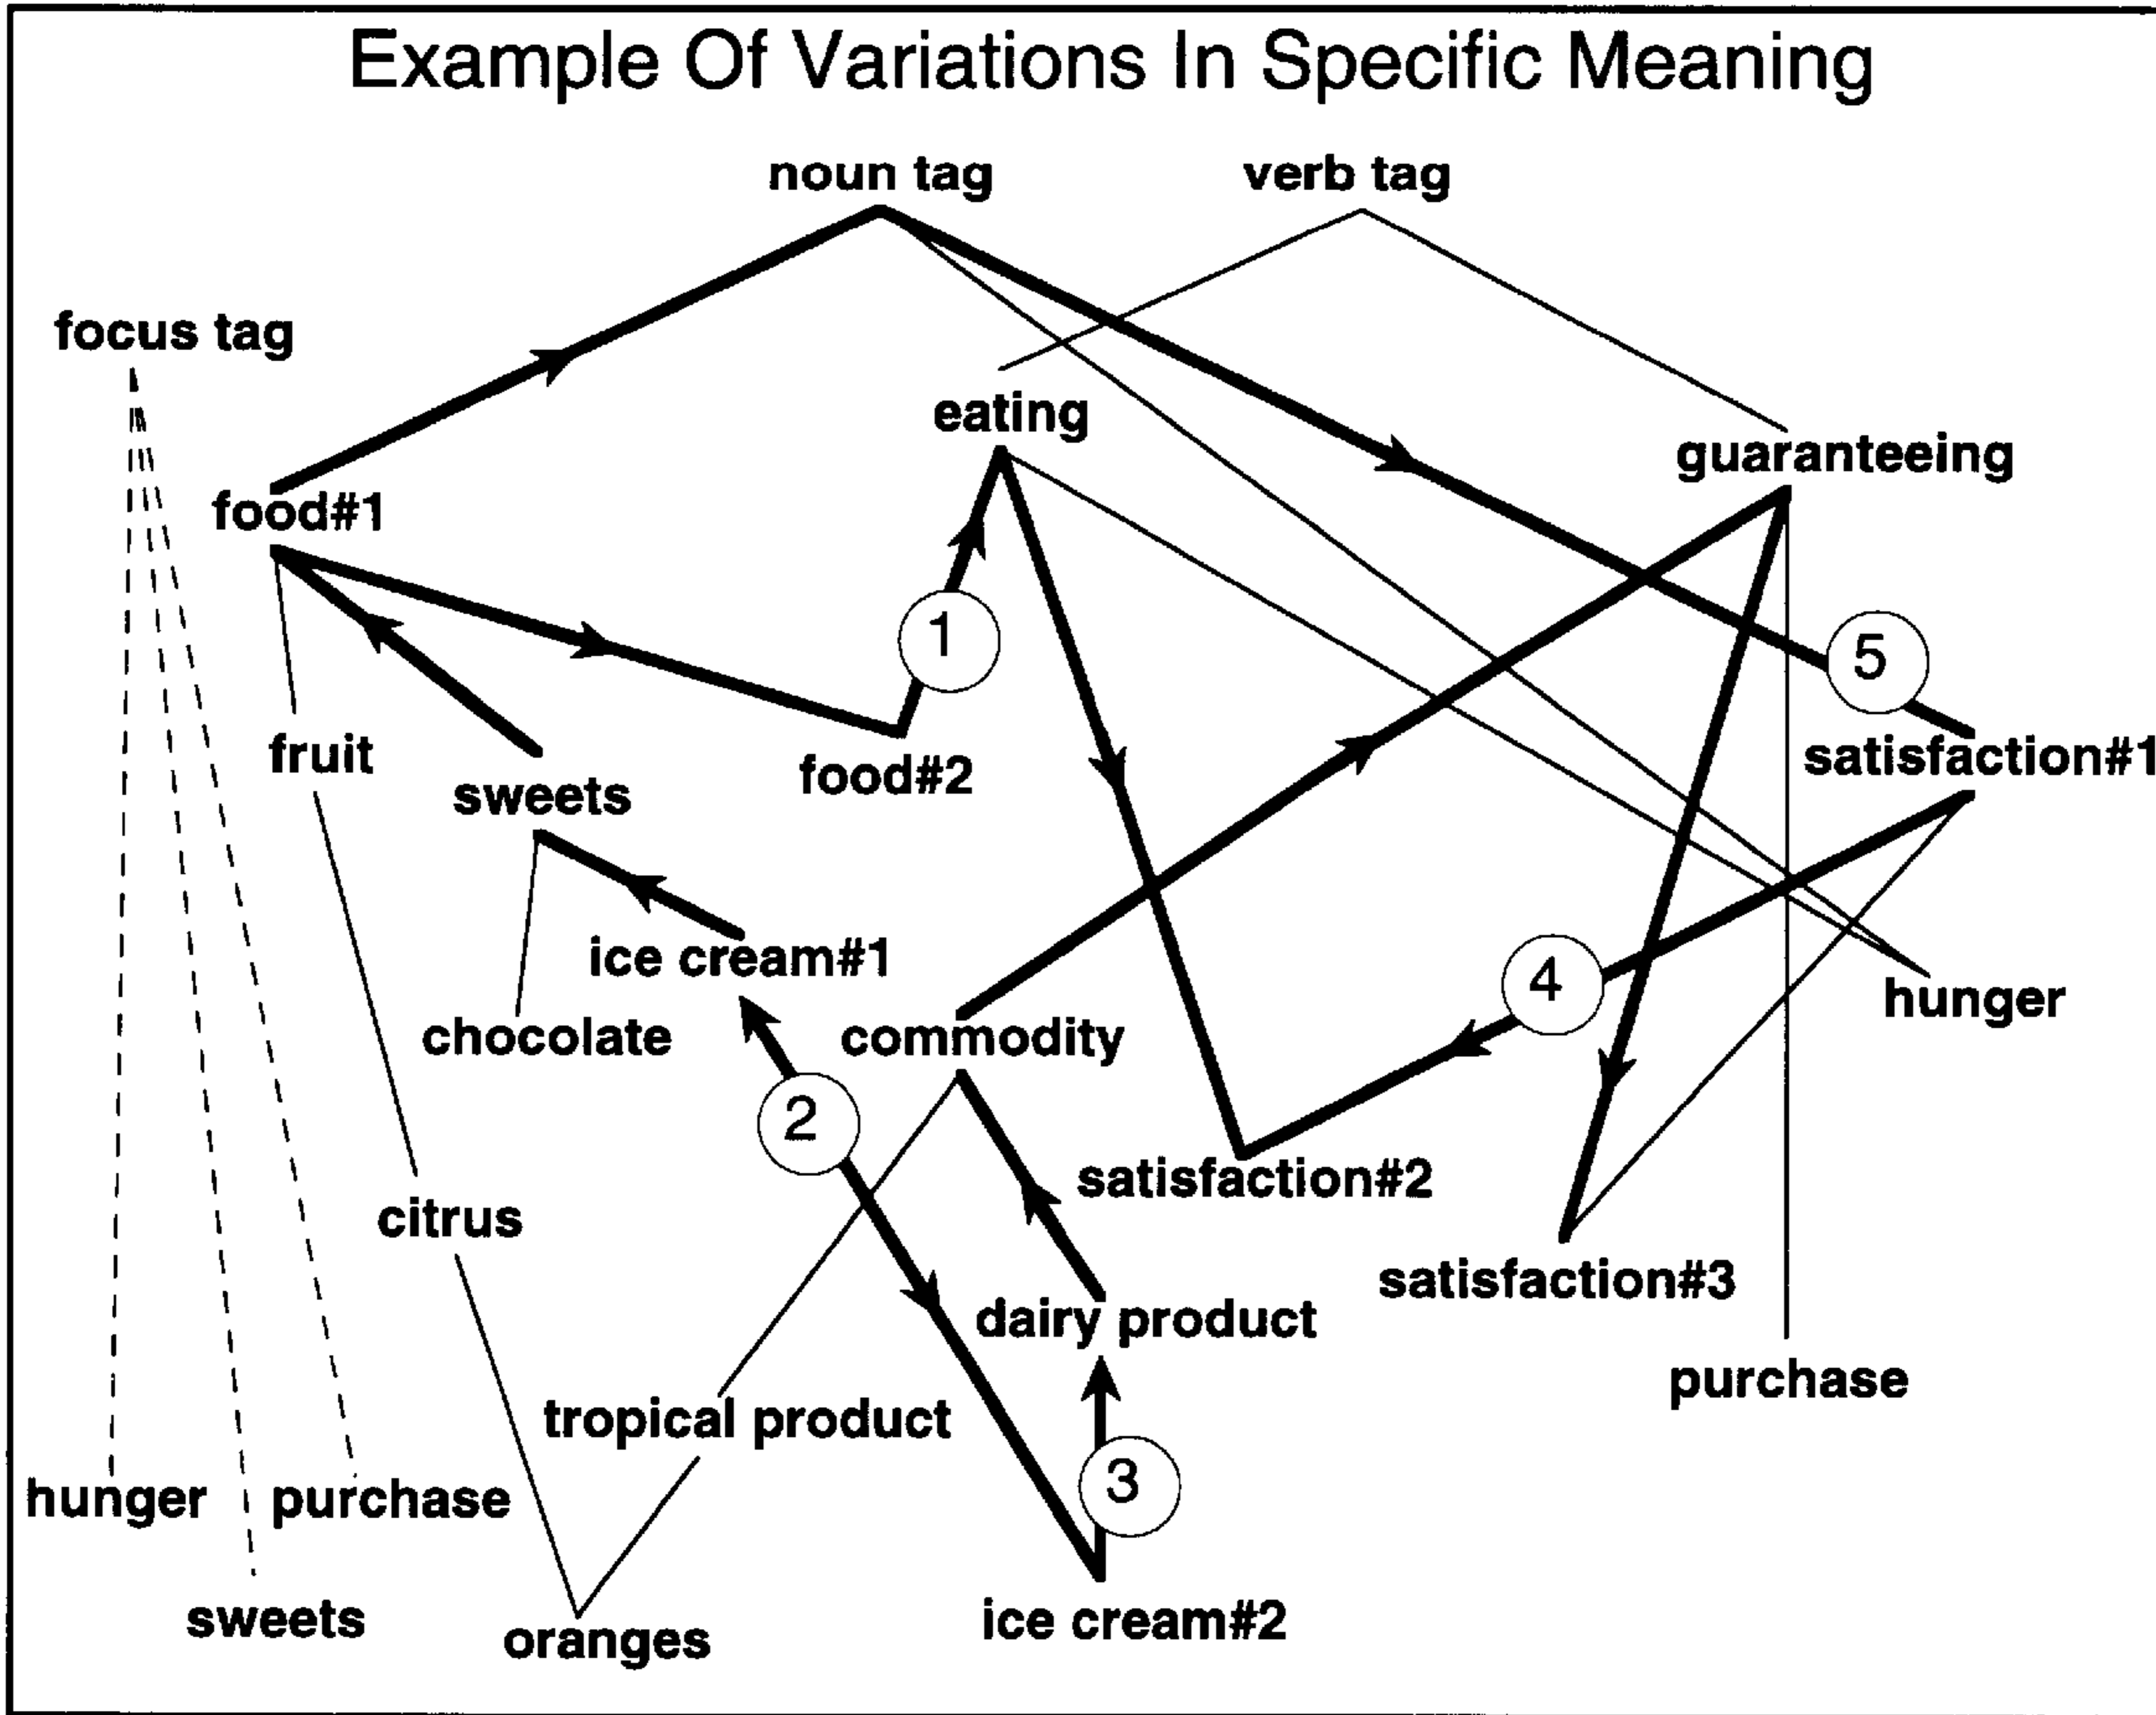 Example Of Variations In Specific Meaning
noun tag
verb tag
focus tag
eating
guaranteeing
food#1
1
5
fruit
sweets
food#2
satisfaction#1
ice cream#1
4
hunger
chocolate
commodity
2
satisfaction#2
citrus
satisfaction#3
dairy product
purchase
tropical product
3
hunger
purchase
sweets
oranges
ice cream#2